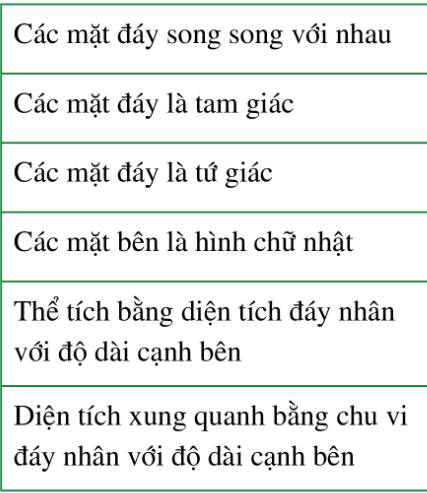 Các mặt đáy song song với nhau
Các mặt đáy là tam giác
Các mặt đáy là tứ giác
Các mặt bên là hình chữ nhật
Thể tích bằng diện tích đáy nhân
với độ dài cạnh bên
Diện tích xung quanh bằng chu vi
đáy nhân với độ dài cạnh bên